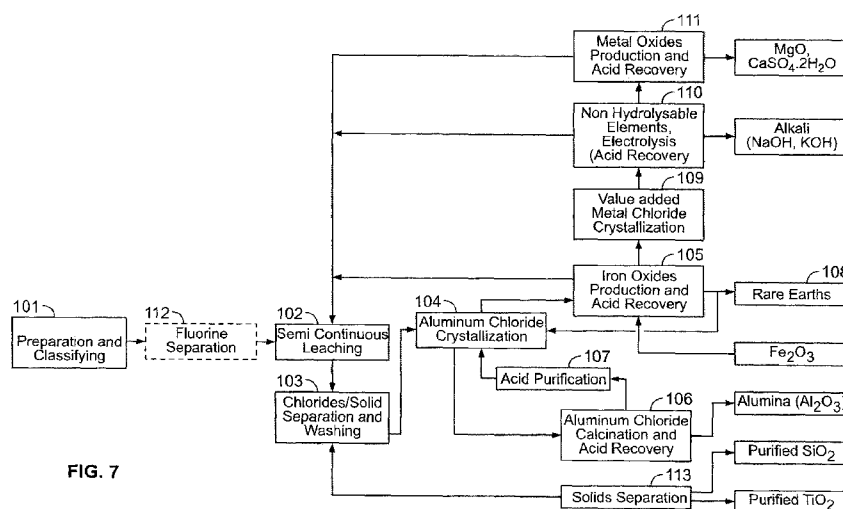 111
Metal Oxides
Production and
Acid Recovery
MgO,
CaSO₄.2H₂O
110
Non Hydrolysable
Elements,
Electrolysis
(Acid Recovery
Alkali
(NaOH, KOH)
109
Value added
Metal Chloride
Crystallization
105
Iron Oxides
Production and
Acid Recovery
108
Rare Earths
101
Preparation and
Classifying
112
Fluorine
Separation
102
Semi Continuous
Leaching
104
Aluminum Chloride
Crystallization
Fe₂O₃
103
Chlorides/Solid
Separation and
Washing
107
Acid Purification
106
Aluminum Chloride
Calcination and
Acid Recovery
Alumina (Al₂O₃)
Purified SiO₂
113
Solids Separation
Purified TiO₂
FIG. 7